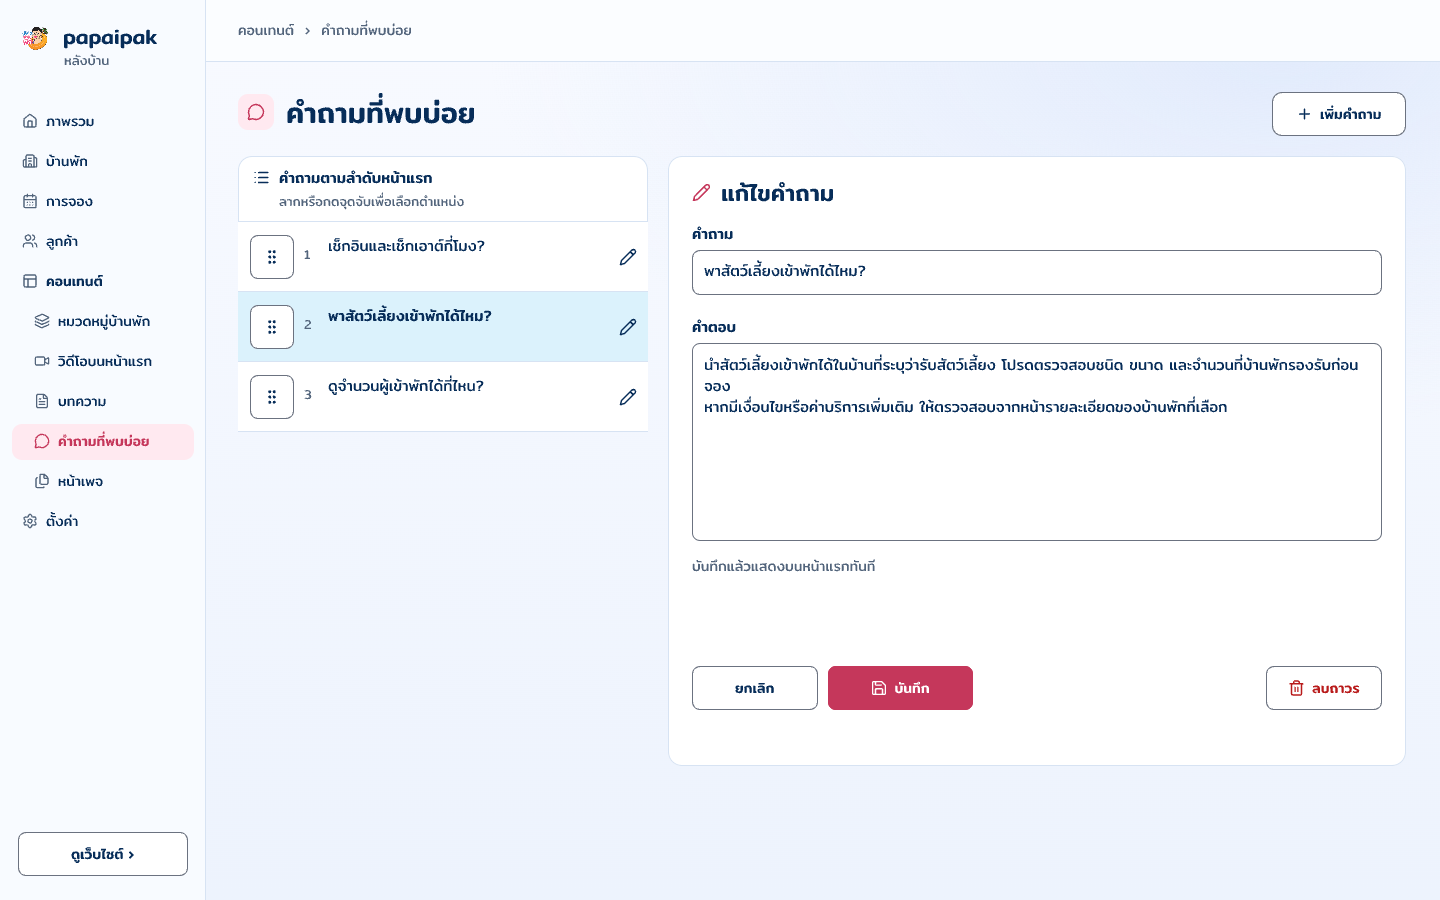 papaipak
หลังบ้าน
ภาพรวม
บ้านพัก
การจอง
ลูกค้า
คอนเทนต์
หมวดหมู่บ้านพัก
วิดีโอบนหน้าแรก
บทความ
คำถามที่พบบ่อย
หน้าเพจ
ตั้งค่า
ดูเว็บไซต์ ›
คอนเทนต์ › คำถามที่พบบ่อย
คำถามที่พบบ่อย
+ เพิ่มคำถาม
คำถามตามลำดับหน้าแรก
ลากหรือกดจุดจับเพื่อเลือกตำแหน่ง
1 เช็กอินและเช็กเอาต์กี่โมง?
2 พาสัตว์เลี้ยงเข้าพักได้ไหม?
3 ดูจำนวนผู้เข้าพักได้ที่ไหน?
แก้ไขคำถาม
คำถาม
พาสัตว์เลี้ยงเข้าพักได้ไหม?
คำตอบ
นำสัตว์เลี้ยงเข้าพักได้ในบ้านที่ระบุว่ารับสัตว์เลี้ยง โปรดตรวจสอบชนิด ขนาด และจำนวนที่บ้านพักรองรับก่อน
จอง
หากมีเงื่อนไขหรือค่าบริการเพิ่มเติม ให้ตรวจสอบจากหน้ารายละเอียดของบ้านพักที่เลือก
บันทึกแล้วแสดงบนหน้าแรกทันที
ยกเลิก
บันทึก
ลบถาวร